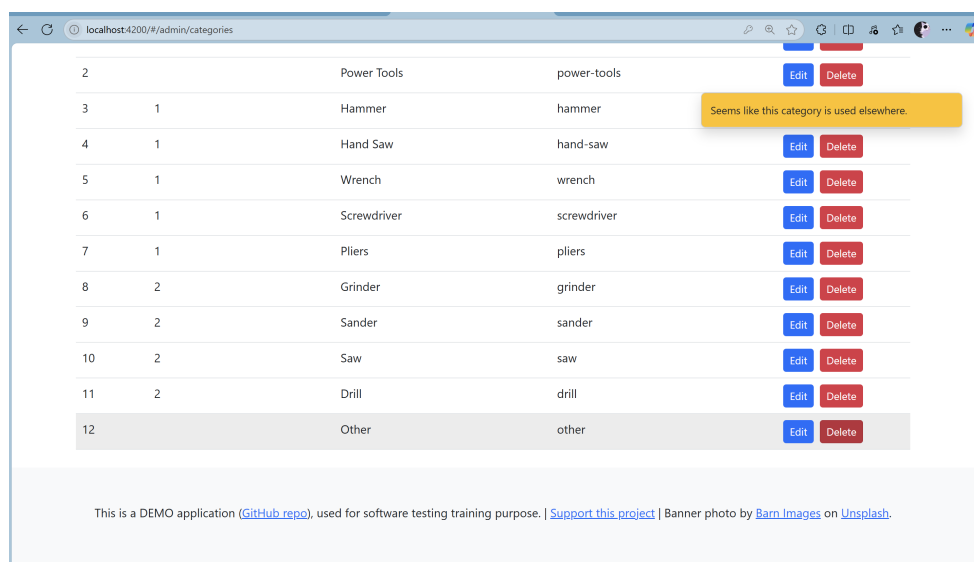 localhost:4200/#/admin/categories
2 Power Tools power-tools Edit Delete
3 1 Hammer hammer Seems like this category is used elsewhere.
4 1 Hand Saw hand-saw Edit Delete
5 1 Wrench wrench Edit Delete
6 1 Screwdriver screwdriver Edit Delete
7 1 Pliers pliers Edit Delete
8 2 Grinder grinder Edit Delete
9 2 Sander sander Edit Delete
10 2 Saw saw Edit Delete
11 2 Drill drill Edit Delete
12 Other other Edit Delete
This is a DEMO application (GitHub repo), used for software testing training purpose. | Support this project | Banner photo by Barn Images on Unsplash.